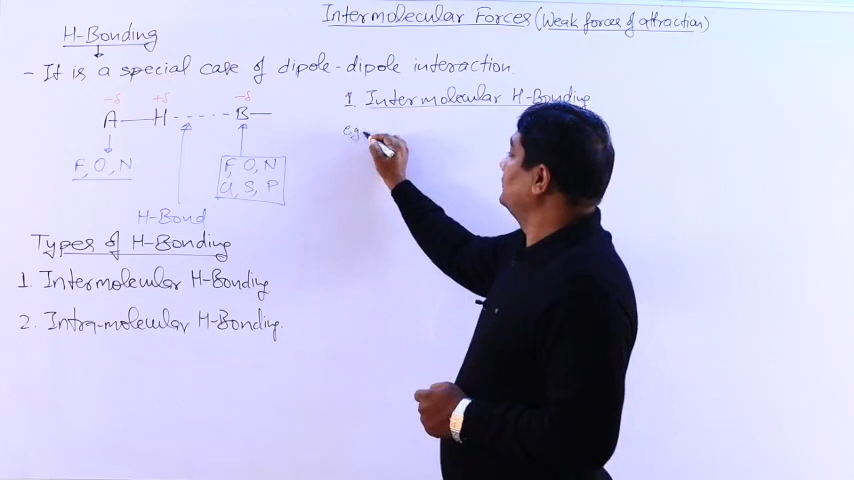 Intermolecular Forces (Weak forces of attraction)
H-Bonding
- It is a special case of dipole-dipole interaction.
-δ +δ -δ
A — H - - - - - B —
F, O, N
F, O, N
Cl, S, P
H-Bond
Types of H-Bonding
1. Intermolecular H-Bonding
2. Intra-molecular H-Bonding.
1. Intermolecular H-Bonding
e.g